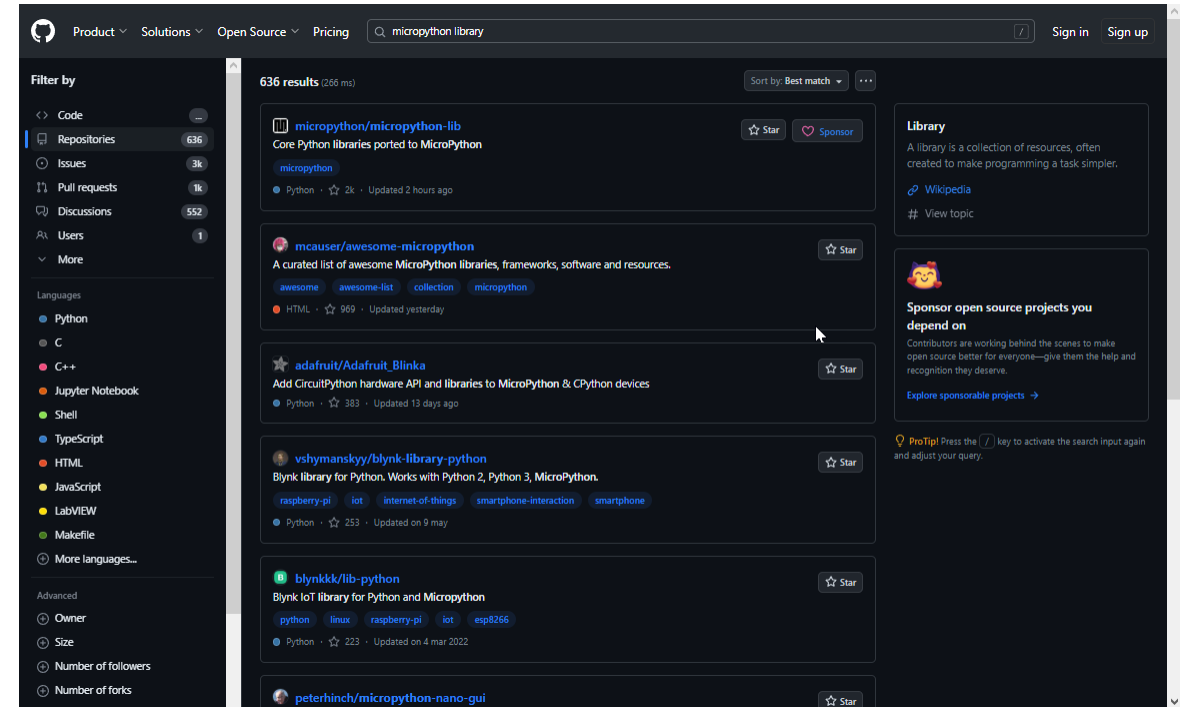 Product Solutions Open Source Pricing micropython library / Sign in Sign up
Filter by
Code ...
Repositories 636
Issues 3k
Pull requests 1k
Discussions 552
Users 1
More
Languages
Python
C
C++
Jupyter Notebook
Shell
TypeScript
HTML
JavaScript
LabVIEW
Makefile
More languages...
Advanced
Owner
Size
Number of followers
Number of forks
636 results (266 ms) Sort by: Best match ...
micropython/micropython-lib Star Sponsor
Core Python libraries ported to MicroPython
micropython
Python · 2k · Updated 2 hours ago
mcauser/awesome-micropython Star
A curated list of awesome MicroPython libraries, frameworks, software and resources.
awesome awesome-list collection micropython
HTML · 969 · Updated yesterday
adafruit/Adafruit_Blinka Star
Add CircuitPython hardware API and libraries to MicroPython & CPython devices
Python · 383 · Updated 13 days ago
vshymanskyy/blynk-library-python Star
Blynk library for Python. Works with Python 2, Python 3, MicroPython.
raspberry-pi iot internet-of-things smartphone-interaction smartphone
Python · 253 · Updated on 9 may
B blynkkk/lib-python Star
Blynk IoT library for Python and Micropython
python linux raspberry-pi iot esp8266
Python · 223 · Updated on 4 mar 2022
peterhinch/micropython-nano-gui Star
Library
A library is a collection of resources, often
created to make programming a task simpler.
Wikipedia
# View topic
Sponsor open source projects you
depend on
Contributors are working behind the scenes to make
open source better for everyone—give them the help and
recognition they deserve.
Explore sponsorable projects →
ProTip! Press the / key to activate the search input again
and adjust your query.